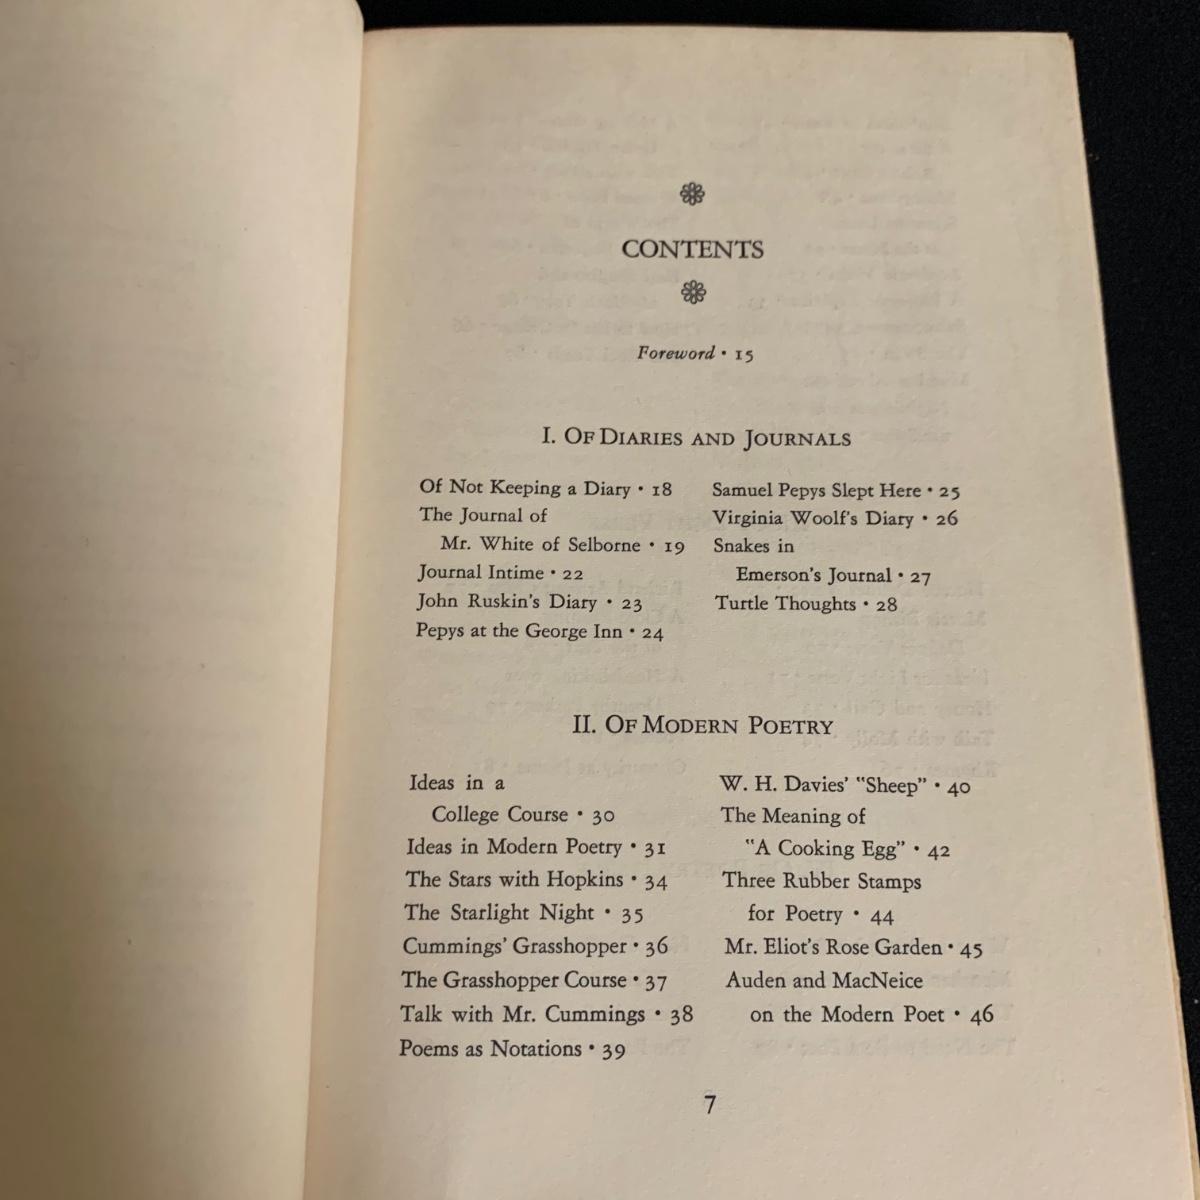 CONTENTS
Foreword • 15
I. OF DIARIES AND JOURNALS
Of Not Keeping a Diary • 18
The Journal of
Mr. White of Selborne • 19
Journal Intime • 22
John Ruskin's Diary • 23
Pepys at the George Inn • 24
Samuel Pepys Slept Here • 25
Virginia Woolf's Diary • 26
Snakes in
Emerson's Journal • 27
Turtle Thoughts • 28
II. OF MODERN POETRY
Ideas in a
College Course • 30
Ideas in Modern Poetry • 31
The Stars with Hopkins • 34
The Starlight Night • 35
Cummings' Grasshopper • 36
The Grasshopper Course • 37
Talk with Mr. Cummings • 38
Poems as Notations • 39
W. H. Davies' "Sheep" • 40
The Meaning of
"A Cooking Egg" • 42
Three Rubber Stamps
for Poetry • 44
Mr. Eliot's Rose Garden • 45
Auden and MacNeice
on the Modern Poet • 46
7